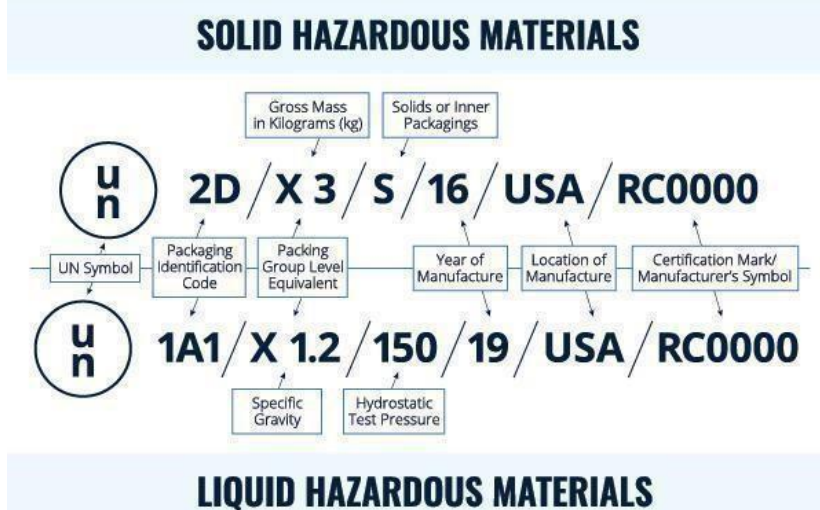 SOLID HAZARDOUS MATERIALS
Gross Mass
in Kilograms (kg)
Solids or Inner
Packagings
u
n
2D / X 3 / S / 16 / USA / RC0000
UN Symbol
Packaging
Identification
Code
Packing
Group Level
Equivalent
Year of
Manufacture
Location of
Manufacture
Certification Mark/
Manufacturer's Symbol
u
n
1A1 / X 1.2 / 150 / 19 / USA / RC0000
Specific
Gravity
Hydrostatic
Test Pressure
LIQUID HAZARDOUS MATERIALS